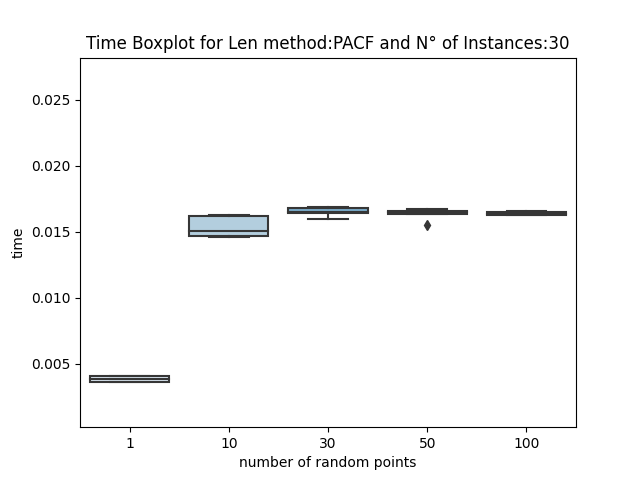 Time Boxplot for Len method:PACF and N° of Instances:30
0.025
0.020
0.015
0.010
0.005
time
1 10 30 50 100
number of random points